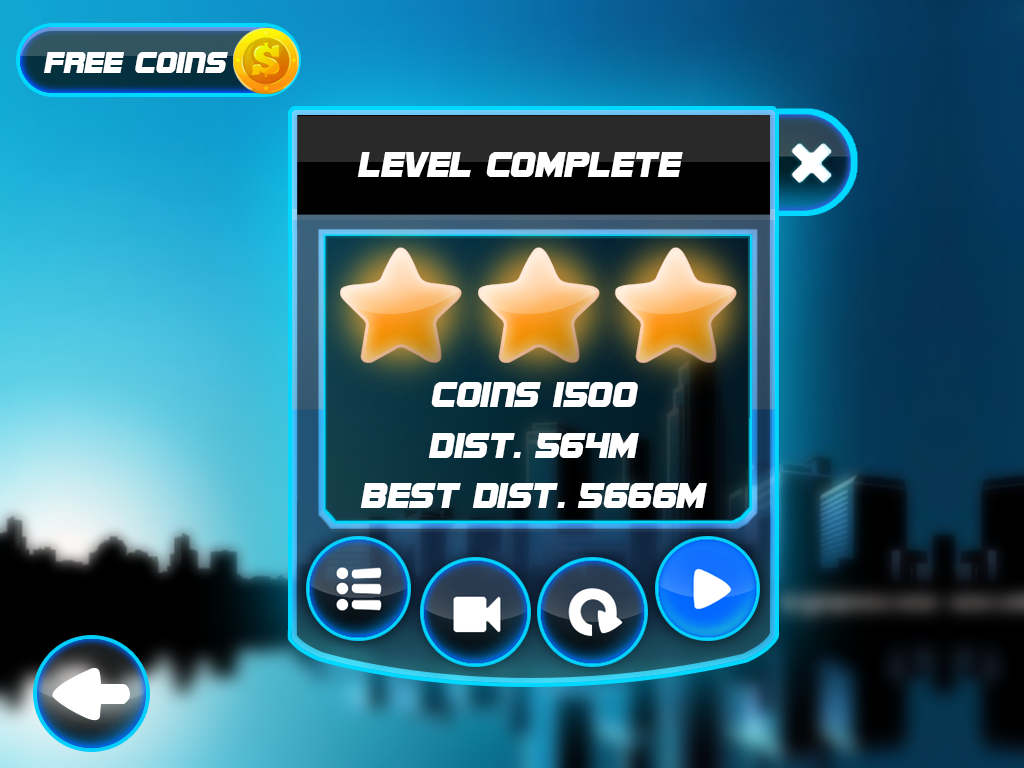 FREE COINS
LEVEL COMPLETE
COINS 1500
DIST. 564M
BEST DIST. 5666M